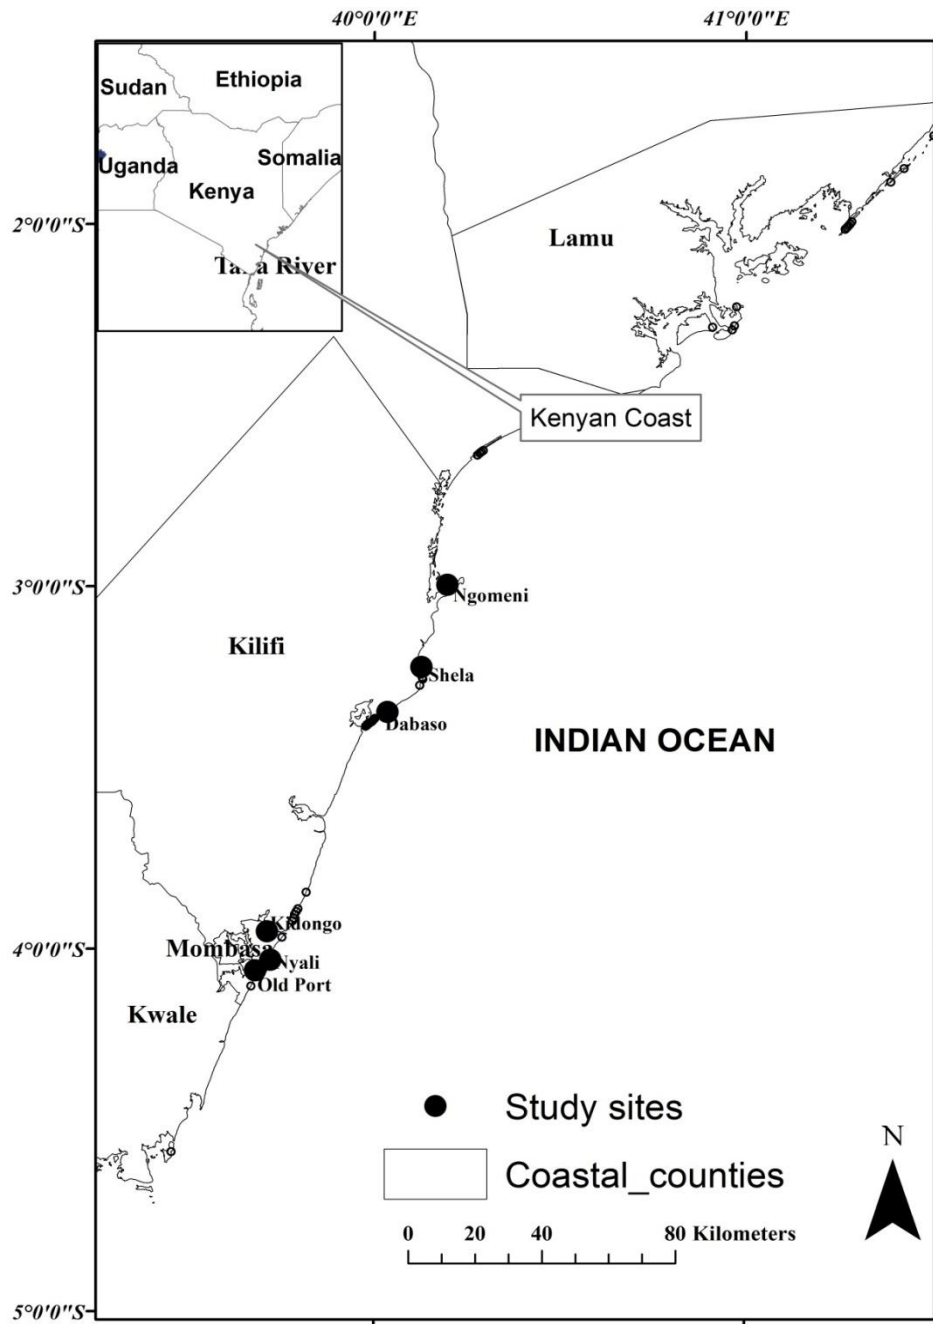 40°0'0"E
41°0'0"E
Sudan
Ethiopia
Uganda
Somalia
Kenya
2°0'0"S
Lamu
River
Kenyan Coast
3°0'0"S
Ngomeni
Kilifi
Shela
Dabaso
INDIAN OCEAN
Kidongo
4°0'0"S
Mombasa
Nyali
Old Port
Kwale
Study sites
N
Coastal_counties
0 20 40 80 Kilometers
5°0'0"S